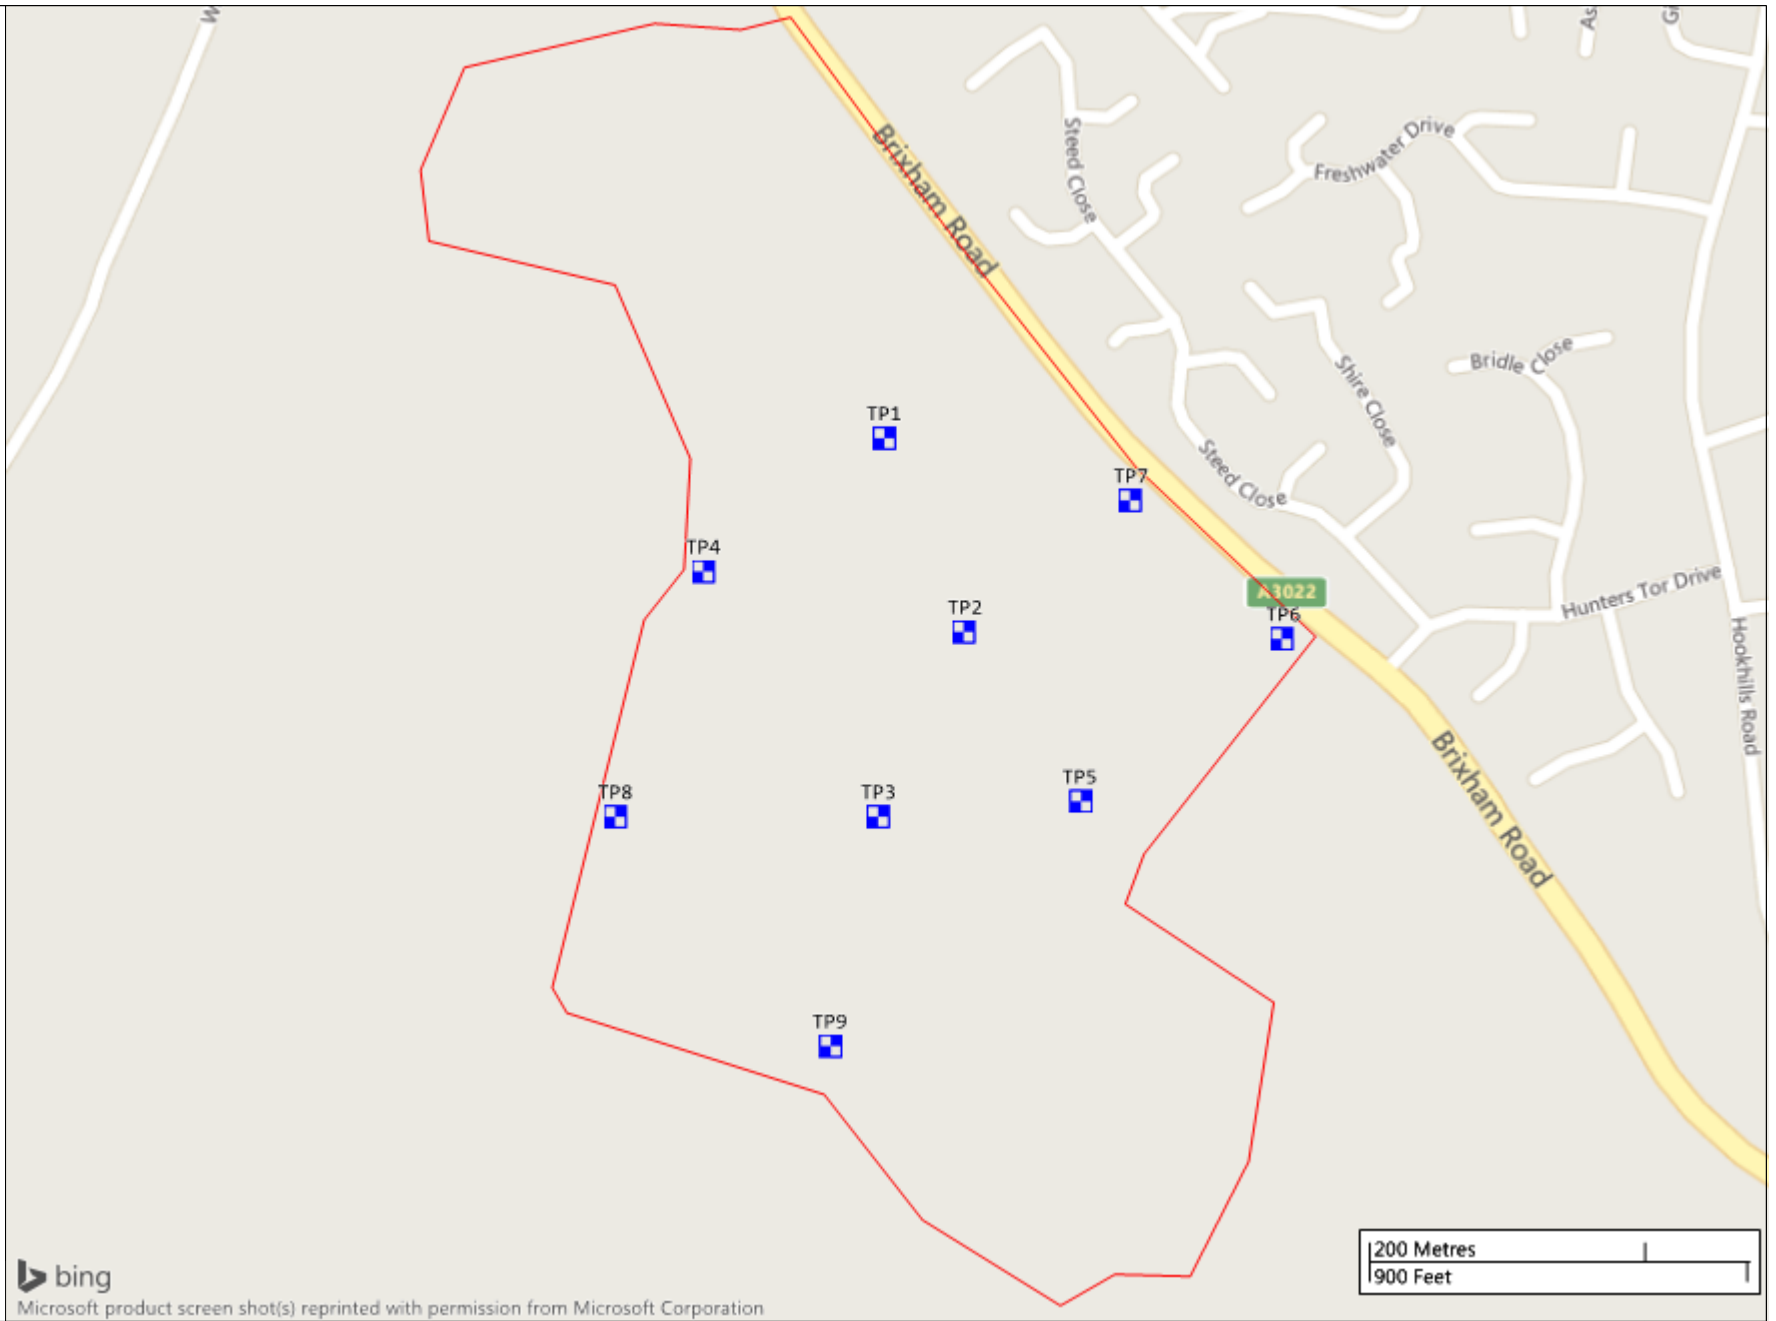 W
As
Gr
Brixham Road
Steed Close
Freshwater Drive
Shire Close
Bridle Close
TP1
Steed Close
TP7
TP4
A3022
Hunters Tor Drive
TP2
TP6
Hookhills Road
Brixham Road
TP5
TP8
TP3
TP9
200 Metres
900 Feet
bing
Microsoft product screen shot(s) reprinted with permission from Microsoft Corporation